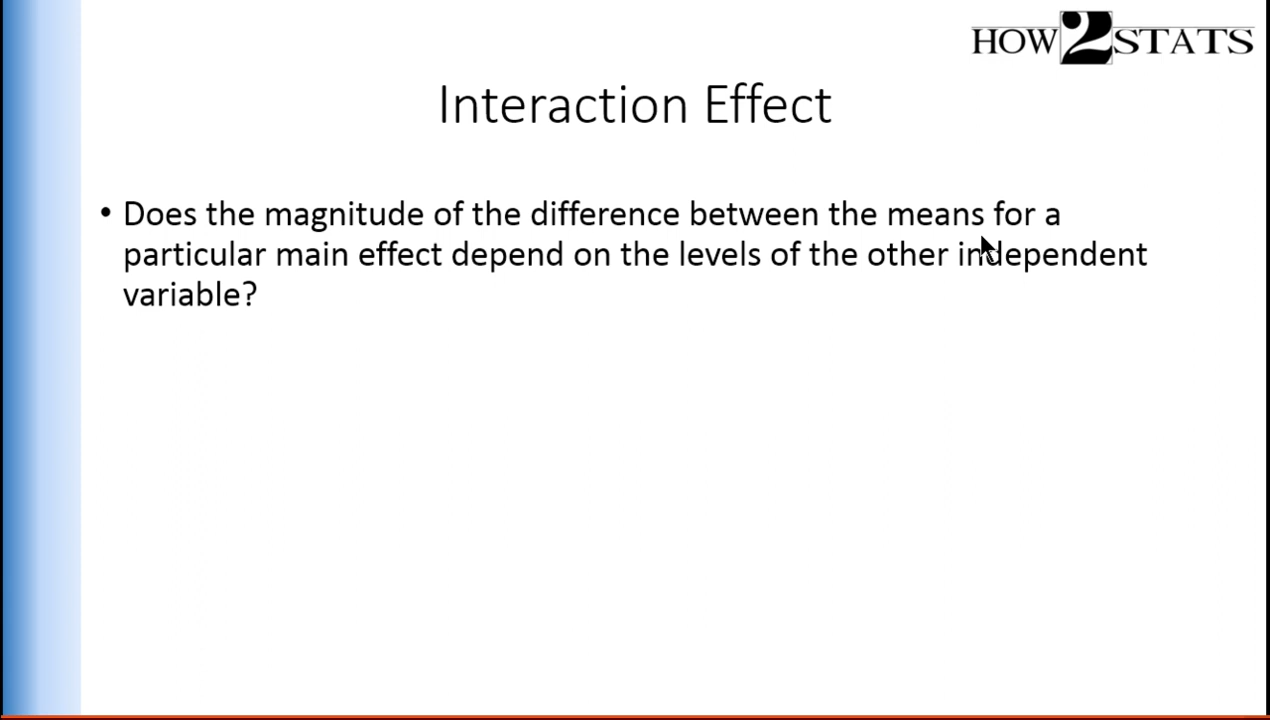 HOW2STATS
Interaction Effect
• Does the magnitude of the difference between the means for a
particular main effect depend on the levels of the other independent
variable?